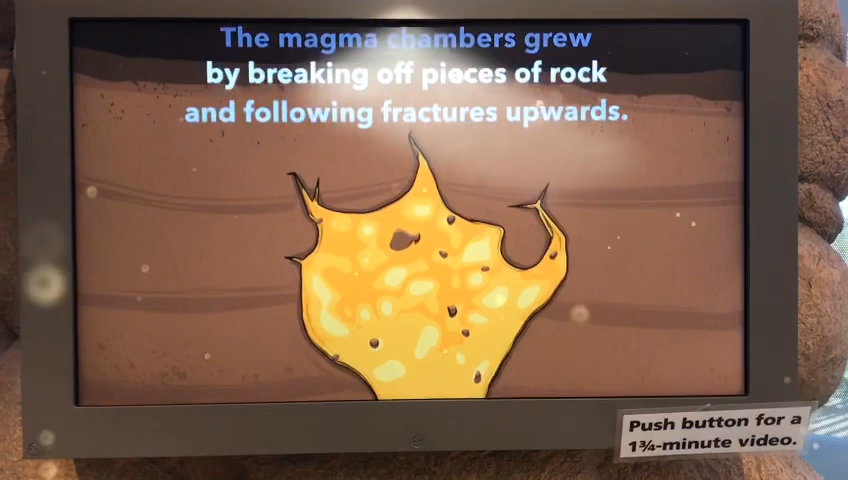 The magma chambers grew
by breaking off pieces of rock
and following fractures upwards.
Push button for a
1¾-minute video.